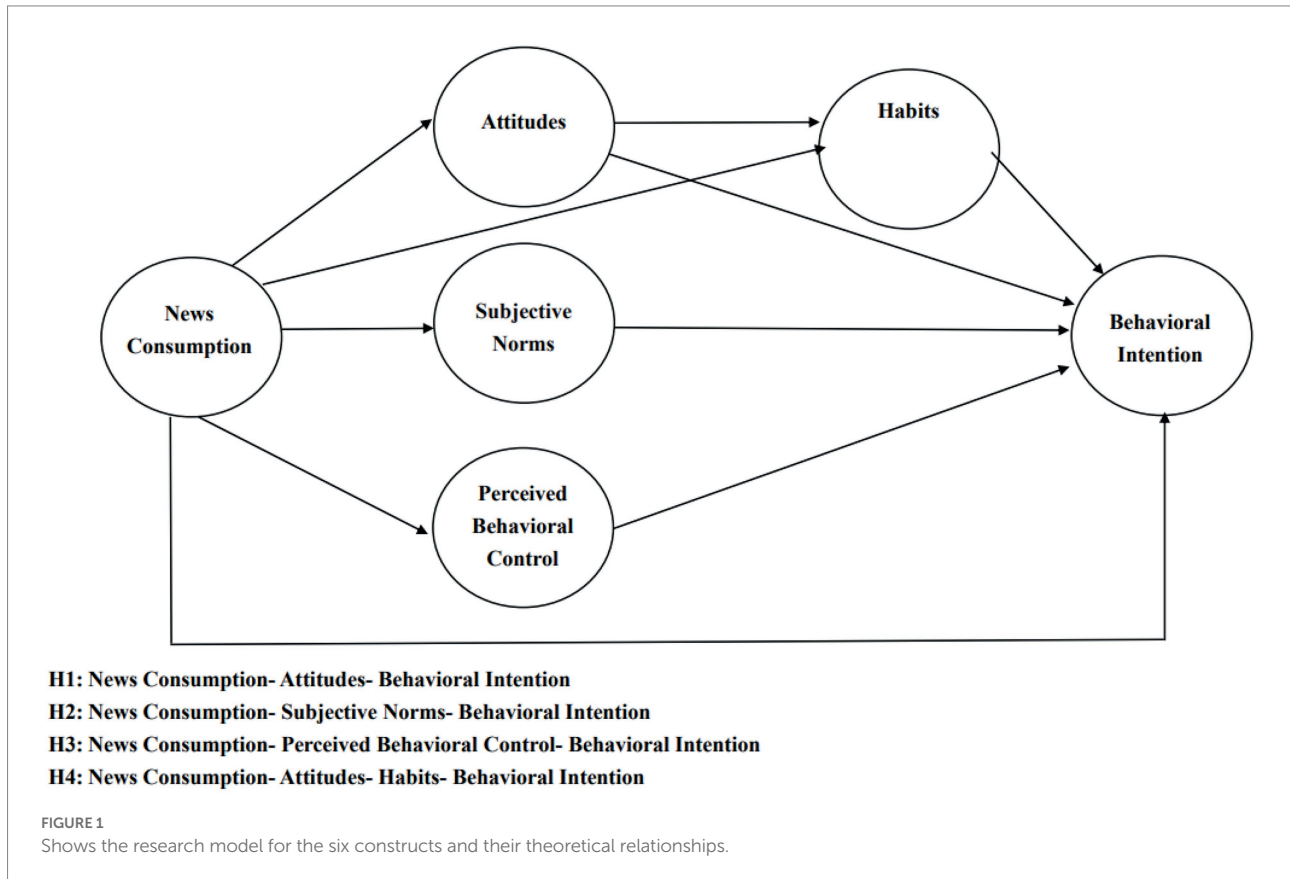 Attitudes
Habits
News
Consumption
Subjective
Norms
Behavioral
Intention
Perceived
Behavioral
Control
H1: News Consumption- Attitudes- Behavioral Intention
H2: News Consumption- Subjective Norms- Behavioral Intention
H3: News Consumption- Perceived Behavioral Control- Behavioral Intention
H4: News Consumption- Attitudes- Habits- Behavioral Intention
FIGURE 1
Shows the research model for the six constructs and their theoretical relationships.